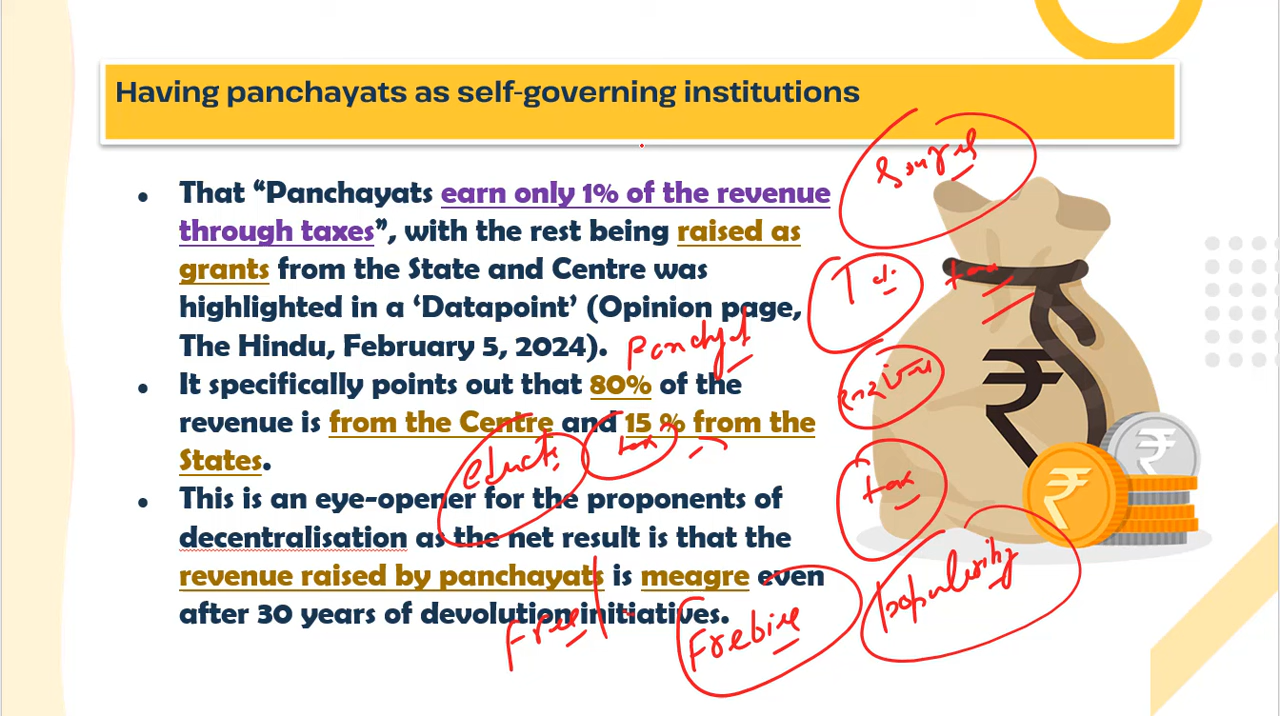 Having panchayats as self-governing institutions
• That “Panchayats earn only 1% of the revenue
through taxes”, with the rest being raised as
grants from the State and Centre was
highlighted in a ‘Datapoint’ (Opinion page,
The Hindu, February 5, 2024).
• It specifically points out that 80% of the
revenue is from the Centre and 15 % from the
States.
• This is an eye-opener for the proponents of
decentralisation as the net result is that the
revenue raised by panchayats is meagre even
after 30 years of devolution initiatives.
tax
Panchyat
tax
tax
popularity
Free